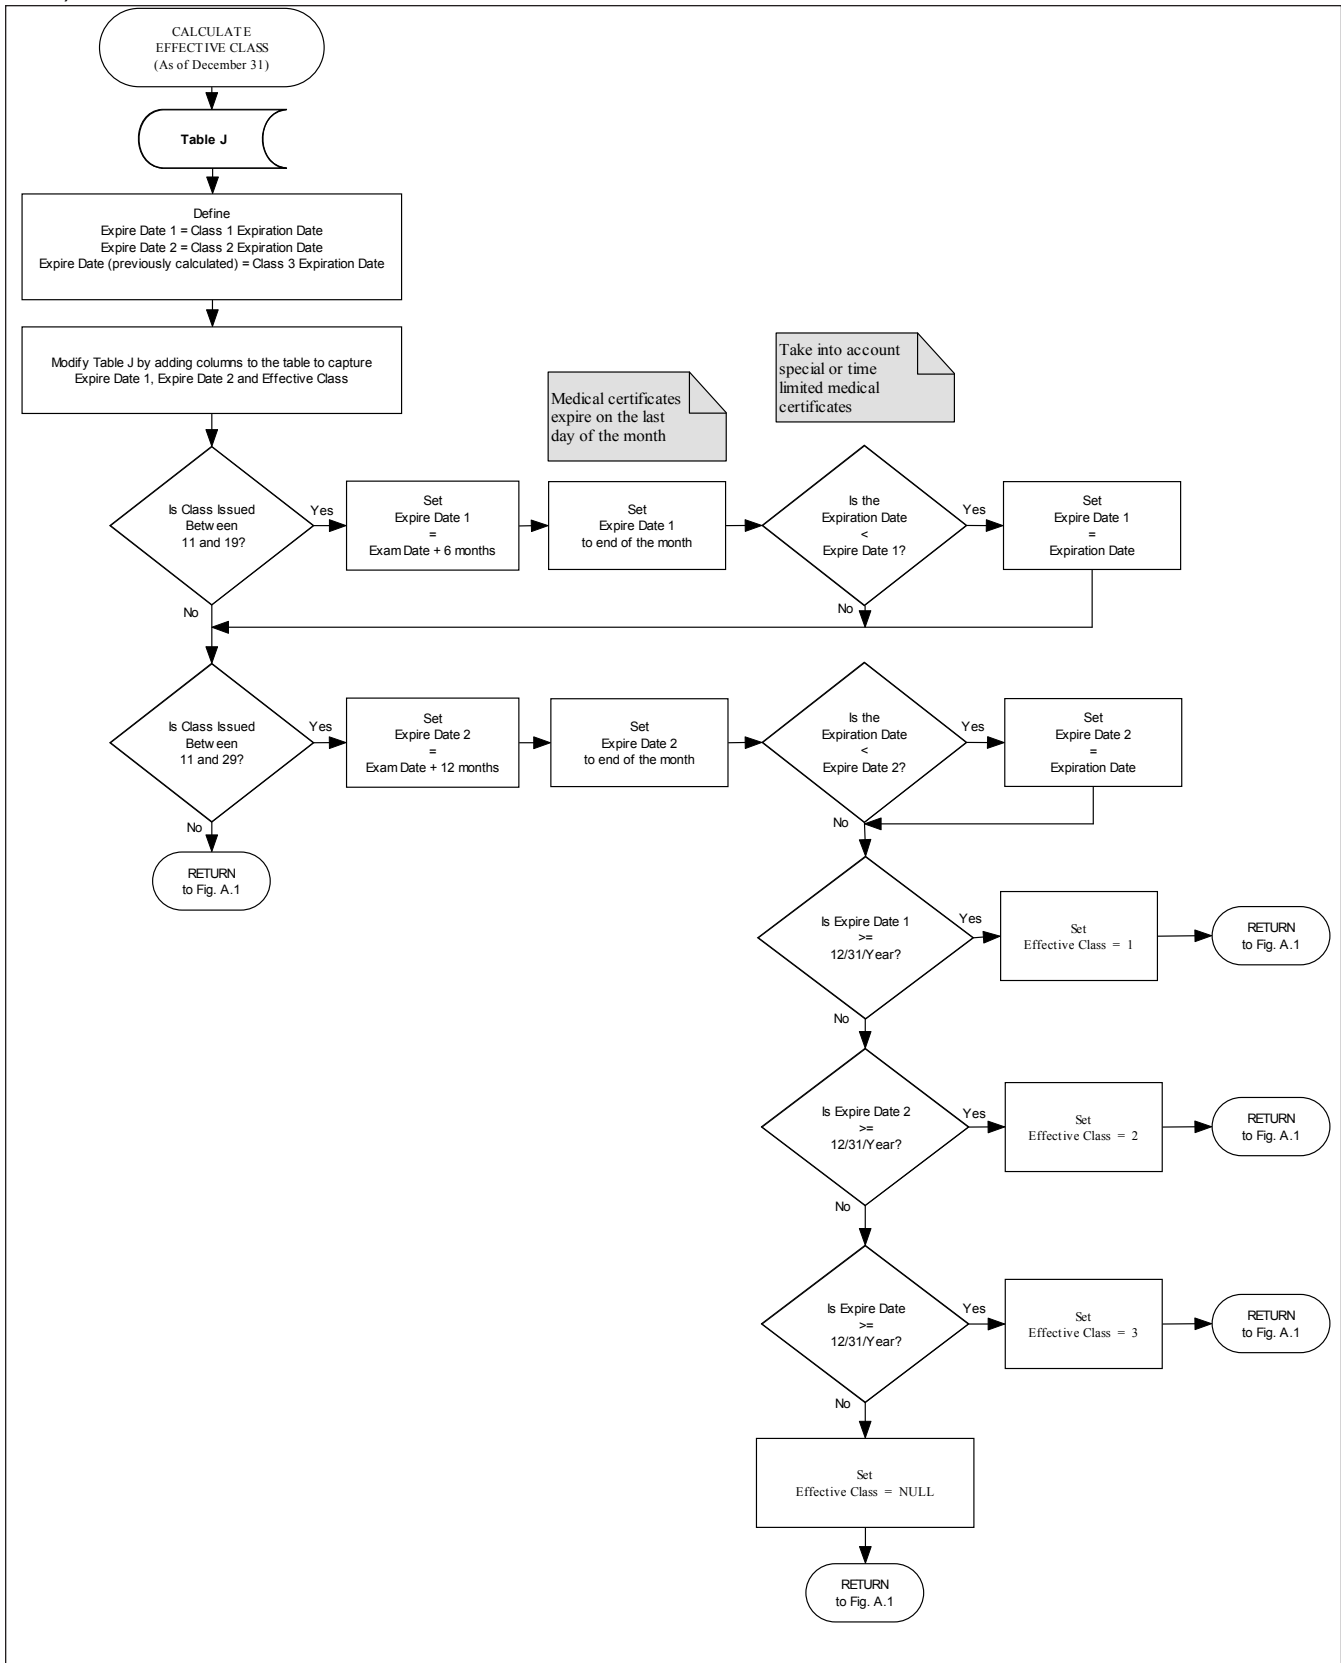 CALCULATE
EFFECTIVE CLASS
(As of December 31)
Table J
Define
Expire Date 1 = Class 1 Expiration Date
Expire Date 2 = Class 2 Expiration Date
Expire Date (previously calculated) = Class 3 Expiration Date
Modify Table J by adding columns to the table to capture
Expire Date 1, Expire Date 2 and Effective Class
Medical certificates
expire on the last
day of the month
Take into account
special or time
limited medical
certificates
Is Class Issued
Between
11 and 19?
Yes
Set
Expire Date 1
=
Exam Date + 6 months
Set
Expire Date 1
to end of the month
Is the
Expiration Date
<
Expire Date 1?
Yes
Set
Expire Date 1
=
Expiration Date
No
No
Is Class Issued
Between
11 and 29?
Yes
Set
Expire Date 2
=
Exam Date + 12 months
Set
Expire Date 2
to end of the month
Is the
Expiration Date
<
Expire Date 2?
Yes
Set
Expire Date 2
=
Expiration Date
No
No
RETURN
to Fig. A.1
Is Expire Date 1
>=
12/31/Year?
Yes
Set
Effective Class = 1
RETURN
to Fig. A.1
No
Is Expire Date 2
>=
12/31/Year?
Yes
Set
Effective Class = 2
RETURN
to Fig. A.1
No
Is Expire Date
>=
12/31/Year?
Yes
Set
Effective Class = 3
RETURN
to Fig. A.1
No
Set
Effective Class = NULL
RETURN
to Fig. A.1